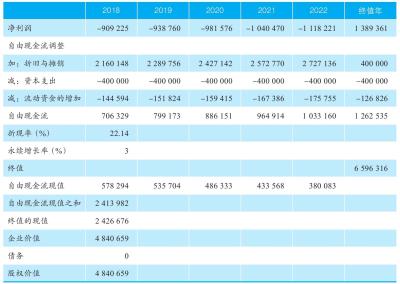 2018 2019 2020 2021 2022 终值年
净利润 -909 225 -938 760 -981 576 -1 040 470 -1 118 221 1 389 361
自由现金流调整
加：折旧与摊销 2 160 148 2 289 756 2 427 142 2 572 770 2 727 136 400 000
减：资本支出 -400 000 -400 000 -400 000 -400 000 -400 000 -400 000
减：流动资金的增加 -144 594 -151 824 -159 415 -167 386 -175 755 -126 826
自由现金流 706 329 799 173 886 151 964 914 1 033 160 1 262 535
折现率（%） 22.14
永续增长率（%） 3
终值 6 596 316
自由现金流现值 578 294 535 704 486 333 433 568 380 083
自由现金流现值之和 2 413 982
终值的现值 2 426 676
企业价值 4 840 659
债务 0
股权价值 4 840 659